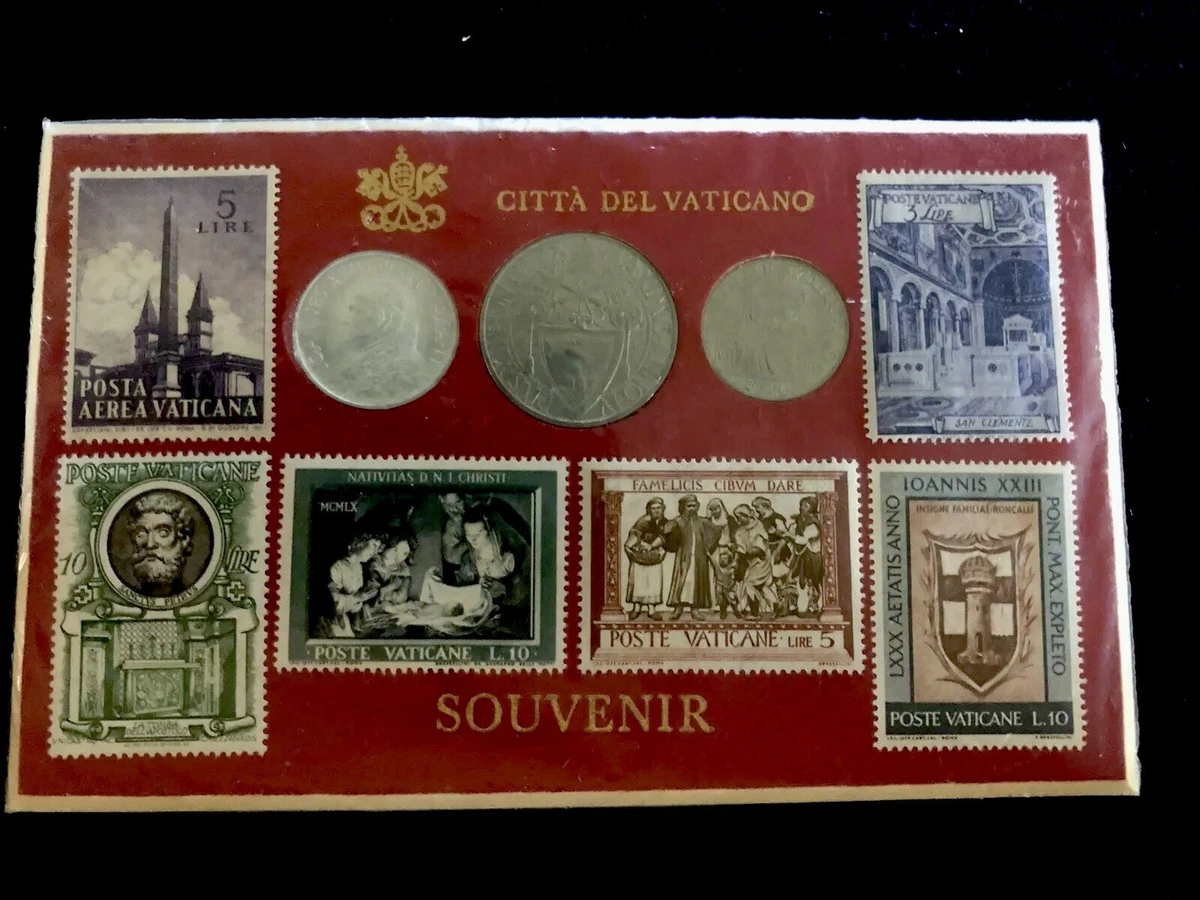 CITTÀ DEL VATICANO
5
LIRE
POSTA
AEREA VATICANA
POSTE VATICANE
3 LIRE
SAN CLEMENTE
POSTE VATICANE
10 LIRE
SANCTVS PETRVS
NATIVITAS D. N. I. CHRISTI
MCMLX
POSTE VATICANE L.10
FAMELICIS CIBVM DARE
POSTE VATICANE · LIRE 5
IOANNIS XXIII
INSIGNE FAMILIAE RONCALLI
LXXX AETATIS ANNO
PONT. MAX. EXPLETO
POSTE VATICANE L.10
SOUVENIR